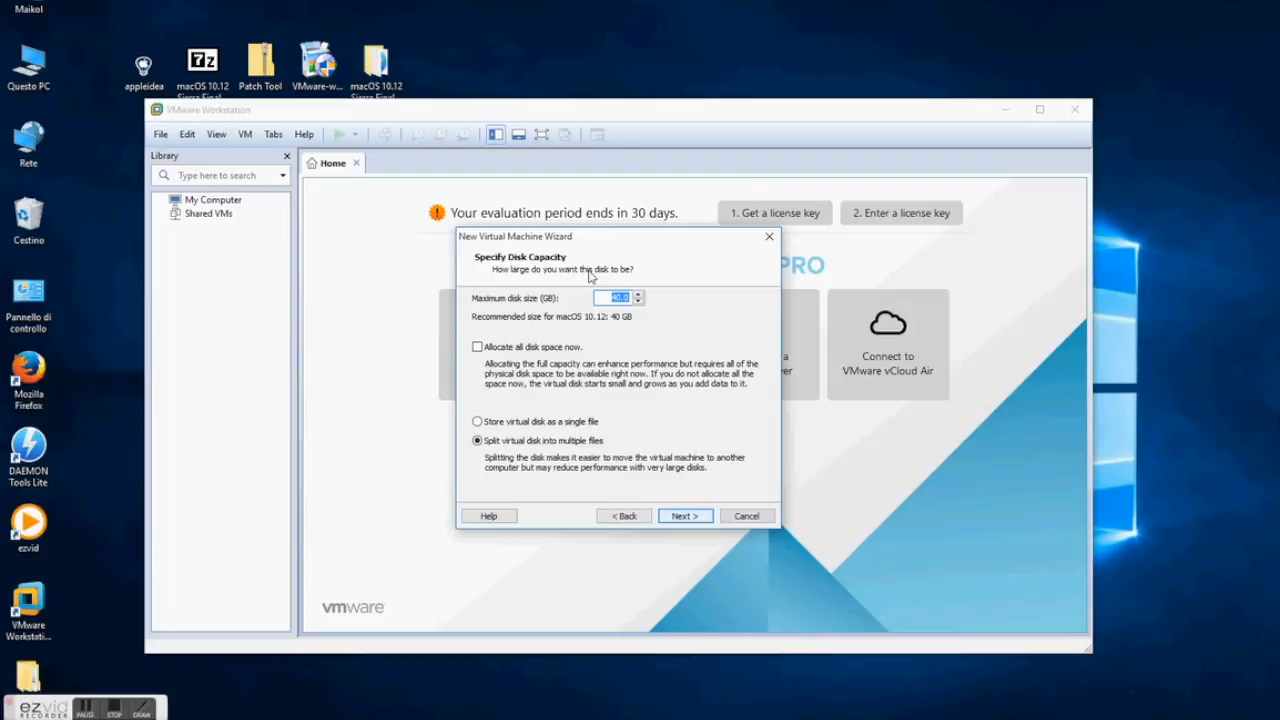 Maikol
Questo PC
appleidea
macOS 10.12
Sierra Final
Patch Tool
VMware-w...
macOS 10.12
Sierra Final
Rete
Cestino
Pannello di
controllo
Mozilla
Firefox
DAEMON
Tools Lite
ezvid
VMware
Workstati...
VMware Workstation
File Edit View VM Tabs Help
Library
Type here to search
My Computer
Shared VMs
Home
Your evaluation period ends in 30 days.
1. Get a license key
2. Enter a license key
PRO
Connect to
VMware vCloud Air
New Virtual Machine Wizard
Specify Disk Capacity
How large do you want this disk to be?
Maximum disk size (GB): 40.0
Recommended size for macOS 10.12: 40 GB
Allocate all disk space now.
Allocating the full capacity can enhance performance but requires all of the
physical disk space to be available right now. If you do not allocate all the
space now, the virtual disk starts small and grows as you add data to it.
Store virtual disk as a single file
Split virtual disk into multiple files
Splitting the disk makes it easier to move the virtual machine to another
computer but may reduce performance with very large disks.
Help
< Back
Next >
Cancel
vmware
ezvid
RECORDER
PAUSE STOP DRAW